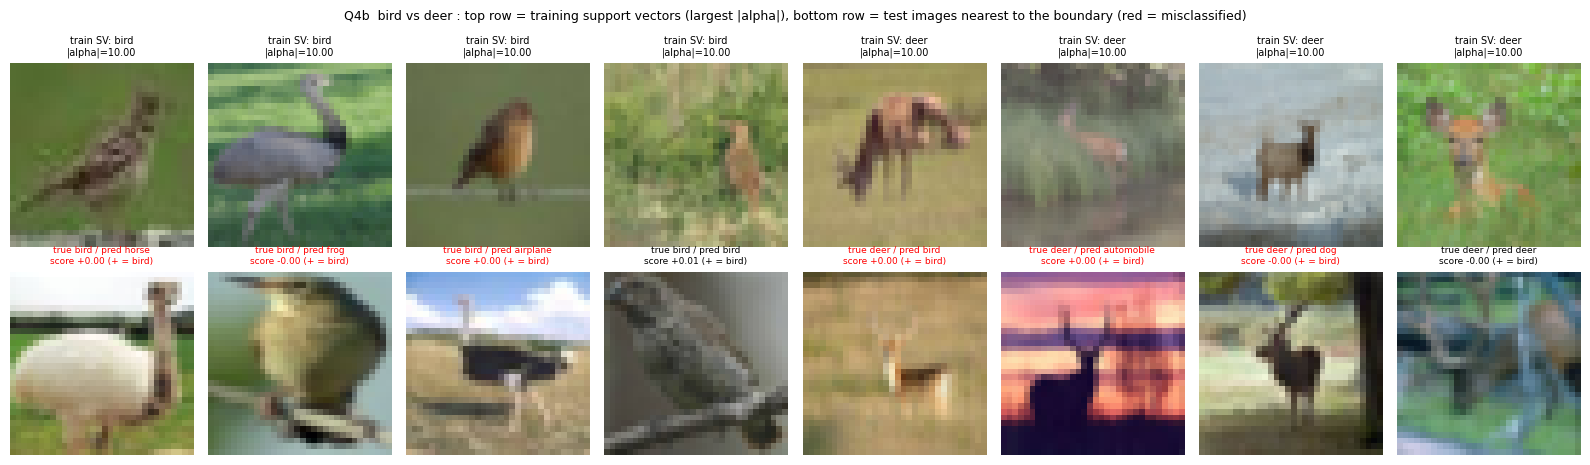 Q4b bird vs deer : top row = training support vectors (largest |alpha|), bottom row = test images nearest to the boundary (red = misclassified)
train SV: bird
|alpha|=10.00
train SV: bird
|alpha|=10.00
train SV: bird
|alpha|=10.00
train SV: bird
|alpha|=10.00
train SV: deer
|alpha|=10.00
train SV: deer
|alpha|=10.00
train SV: deer
|alpha|=10.00
train SV: deer
|alpha|=10.00
true bird / pred horse
score +0.00 (+ = bird)
true bird / pred frog
score -0.00 (+ = bird)
true bird / pred airplane
score +0.00 (+ = bird)
true bird / pred bird
score +0.01 (+ = bird)
true deer / pred bird
score +0.00 (+ = bird)
true deer / pred automobile
score +0.00 (+ = bird)
true deer / pred dog
score -0.00 (+ = bird)
true deer / pred deer
score -0.00 (+ = bird)